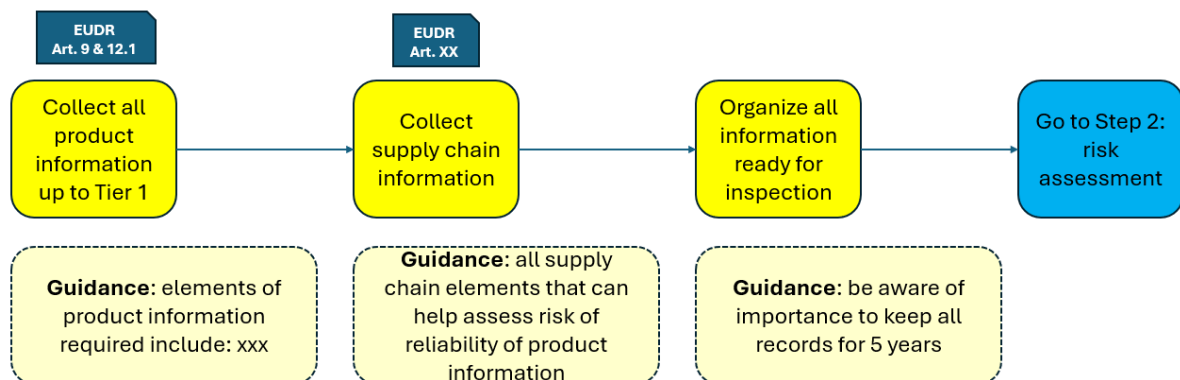 EUDR
Art. 9 & 12.1
EUDR
Art. XX
Collect all
product
information
up to Tier 1
Collect
supply chain
information
Organize all
information
ready for
inspection
Go to Step 2:
risk
assessment
Guidance: elements of
product information
required include: xxx
Guidance: all supply
chain elements that can
help assess risk of
reliability of product
information
Guidance: be aware of
importance to keep all
records for 5 years